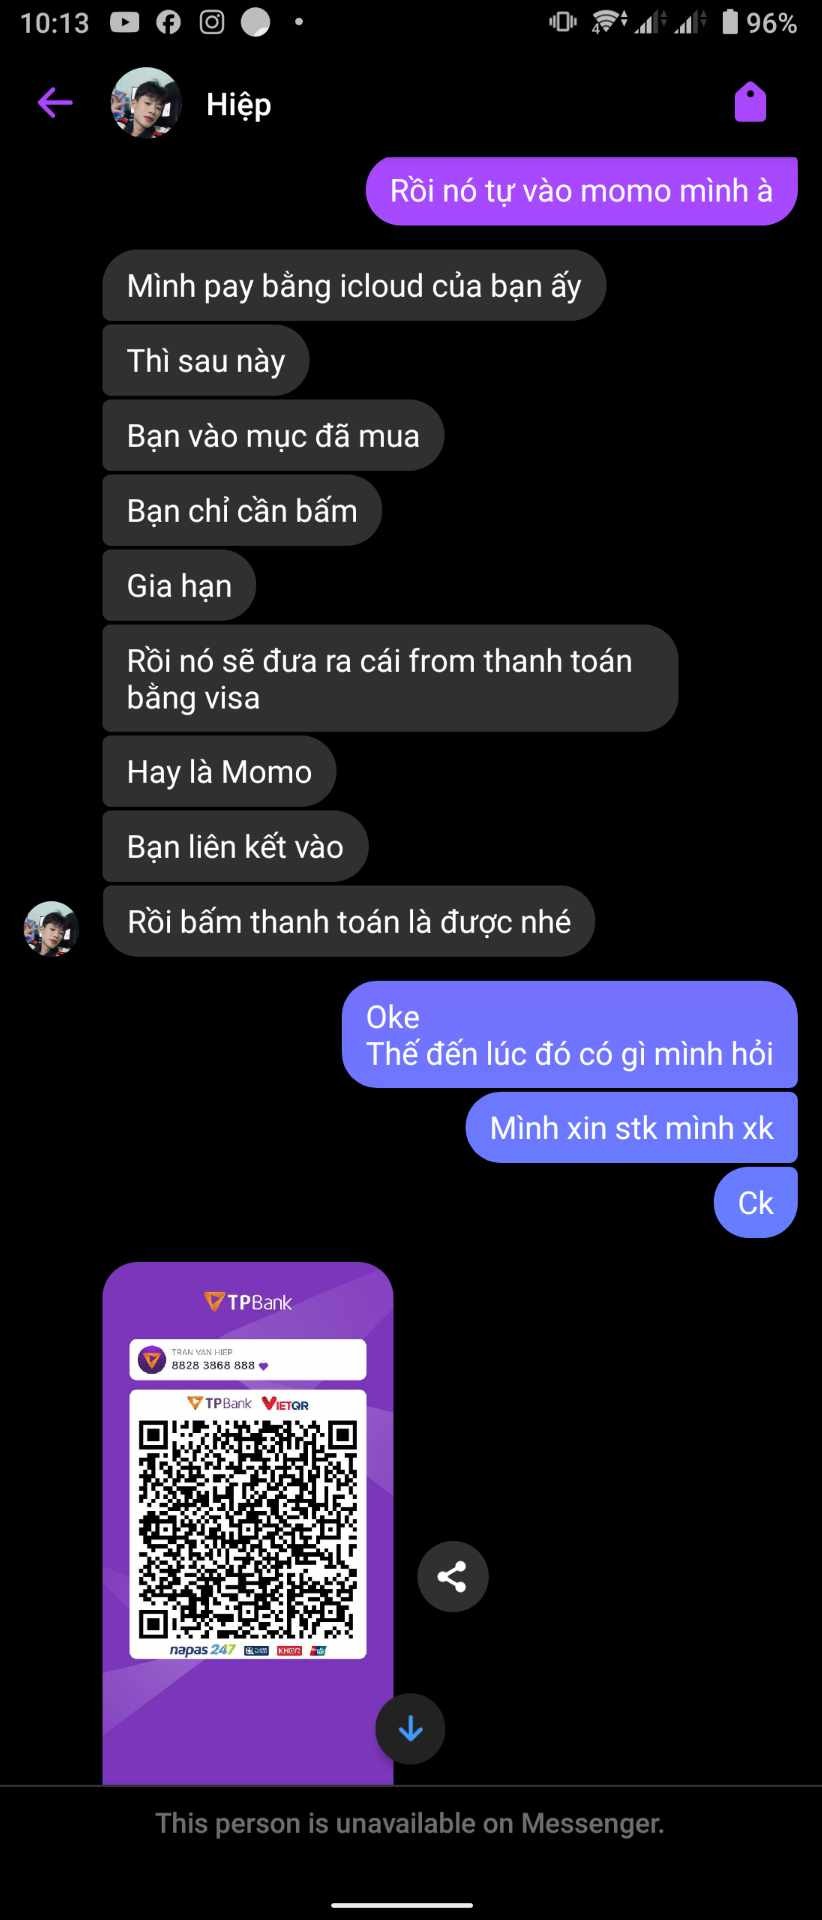 10:13
4
96%
Hiệp
Rồi nó tự vào momo mình à
Mình pay bằng icloud của bạn ấy
Thì sau này
Bạn vào mục đã mua
Bạn chỉ cần bấm
Gia hạn
Rồi nó sẽ đưa ra cái from thanh toán
bằng visa
Hay là Momo
Bạn liên kết vào
Rồi bấm thanh toán là được nhé
Oke
Thế đến lúc đó có gì mình hỏi
Mình xin stk mình xk
Ck
TPBank
TRAN VAN HIEP
8828 3868 888
TPBank VIETQR
napas 247
This person is unavailable on Messenger.